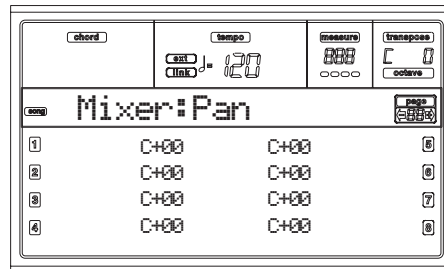 chord tempo measure transpose
ext link ♩= 120 888 C 0
octave
song Mixer:Pan page 88
1 C+00 C+00 5
2 C+00 C+00 6
3 C+00 C+00 7
4 C+00 C+00 8